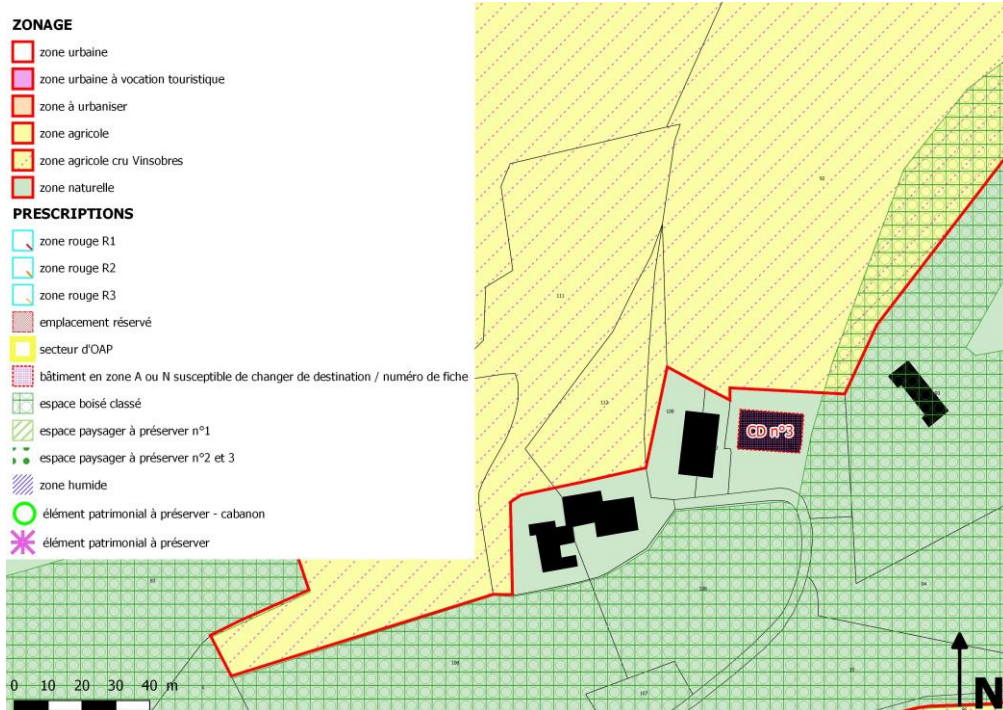 ZONAGE
zone urbaine
zone urbaine à vocation touristique
zone à urbaniser
zone agricole
zone agricole cru Vinsobres
zone naturelle
PRESCRIPTIONS
zone rouge R1
zone rouge R2
zone rouge R3
emplacement réservé
secteur d'OAP
bâtiment en zone A ou N susceptible de changer de destination / numéro de fiche
espace boisé classé
espace paysager à préserver n°1
espace paysager à préserver n°2 et 3
zone humide
élément patrimonial à préserver - cabanon
élément patrimonial à préserver
111
112
CD n°3
0 10 20 30 40 m
N